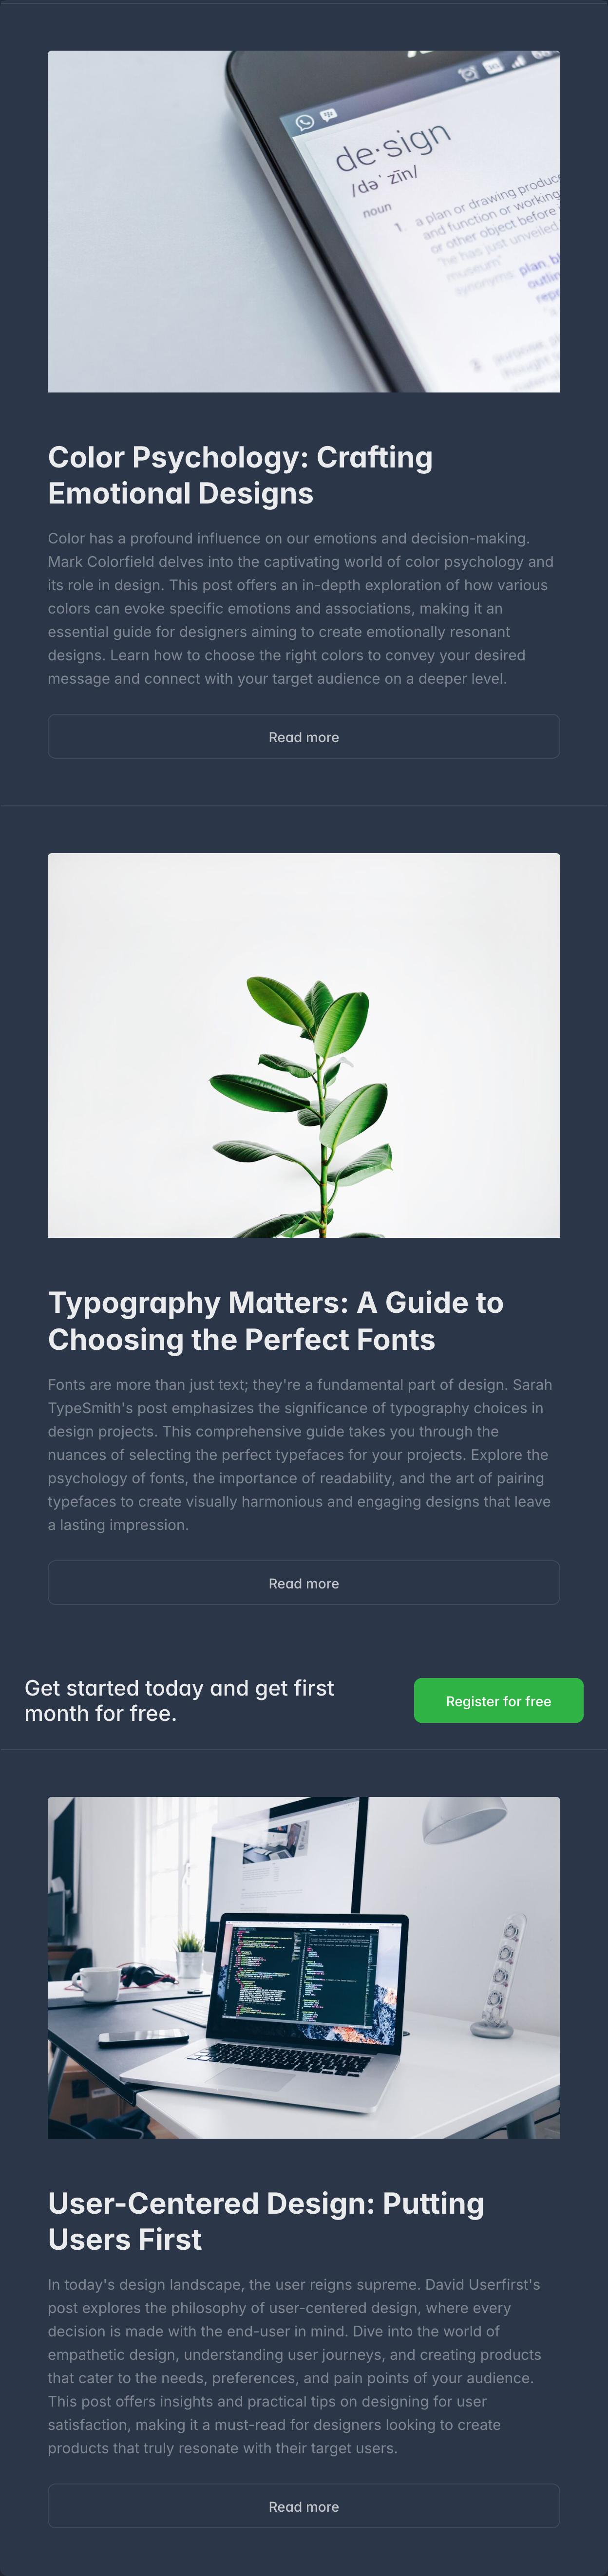 de·sign
/dəˈ zīn/
noun
1 a plan or drawing produce
and function or working
or other object before
"he has just unveiled
museum"
synonyms: plan, bl
outlin
repr
Color Psychology: Crafting
Emotional Designs
Color has a profound influence on our emotions and decision-making.
Mark Colorfield delves into the captivating world of color psychology and
its role in design. This post offers an in-depth exploration of how various
colors can evoke specific emotions and associations, making it an
essential guide for designers aiming to create emotionally resonant
designs. Learn how to choose the right colors to convey your desired
message and connect with your target audience on a deeper level.
Read more
Typography Matters: A Guide to
Choosing the Perfect Fonts
Fonts are more than just text; they're a fundamental part of design. Sarah
TypeSmith's post emphasizes the significance of typography choices in
design projects. This comprehensive guide takes you through the
nuances of selecting the perfect typefaces for your projects. Explore the
psychology of fonts, the importance of readability, and the art of pairing
typefaces to create visually harmonious and engaging designs that leave
a lasting impression.
Read more
Get started today and get first
month for free.
Register for free
User-Centered Design: Putting
Users First
In today's design landscape, the user reigns supreme. David Userfirst's
post explores the philosophy of user-centered design, where every
decision is made with the end-user in mind. Dive into the world of
empathetic design, understanding user journeys, and creating products
that cater to the needs, preferences, and pain points of your audience.
This post offers insights and practical tips on designing for user
satisfaction, making it a must-read for designers looking to create
products that truly resonate with their target users.
Read more